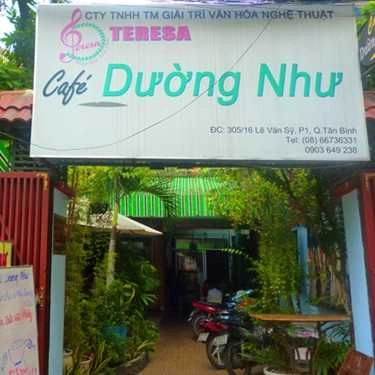 CTY TNHH TM GIẢI TRÍ VĂN HÓA NGHỆ THUẬT
Teresa
TERESA
Café Dường Như
ĐC: 305/16 Lê Văn Sỹ, P1, Q.Tân Bình
Tel: (08) 66736331
0903 649 238